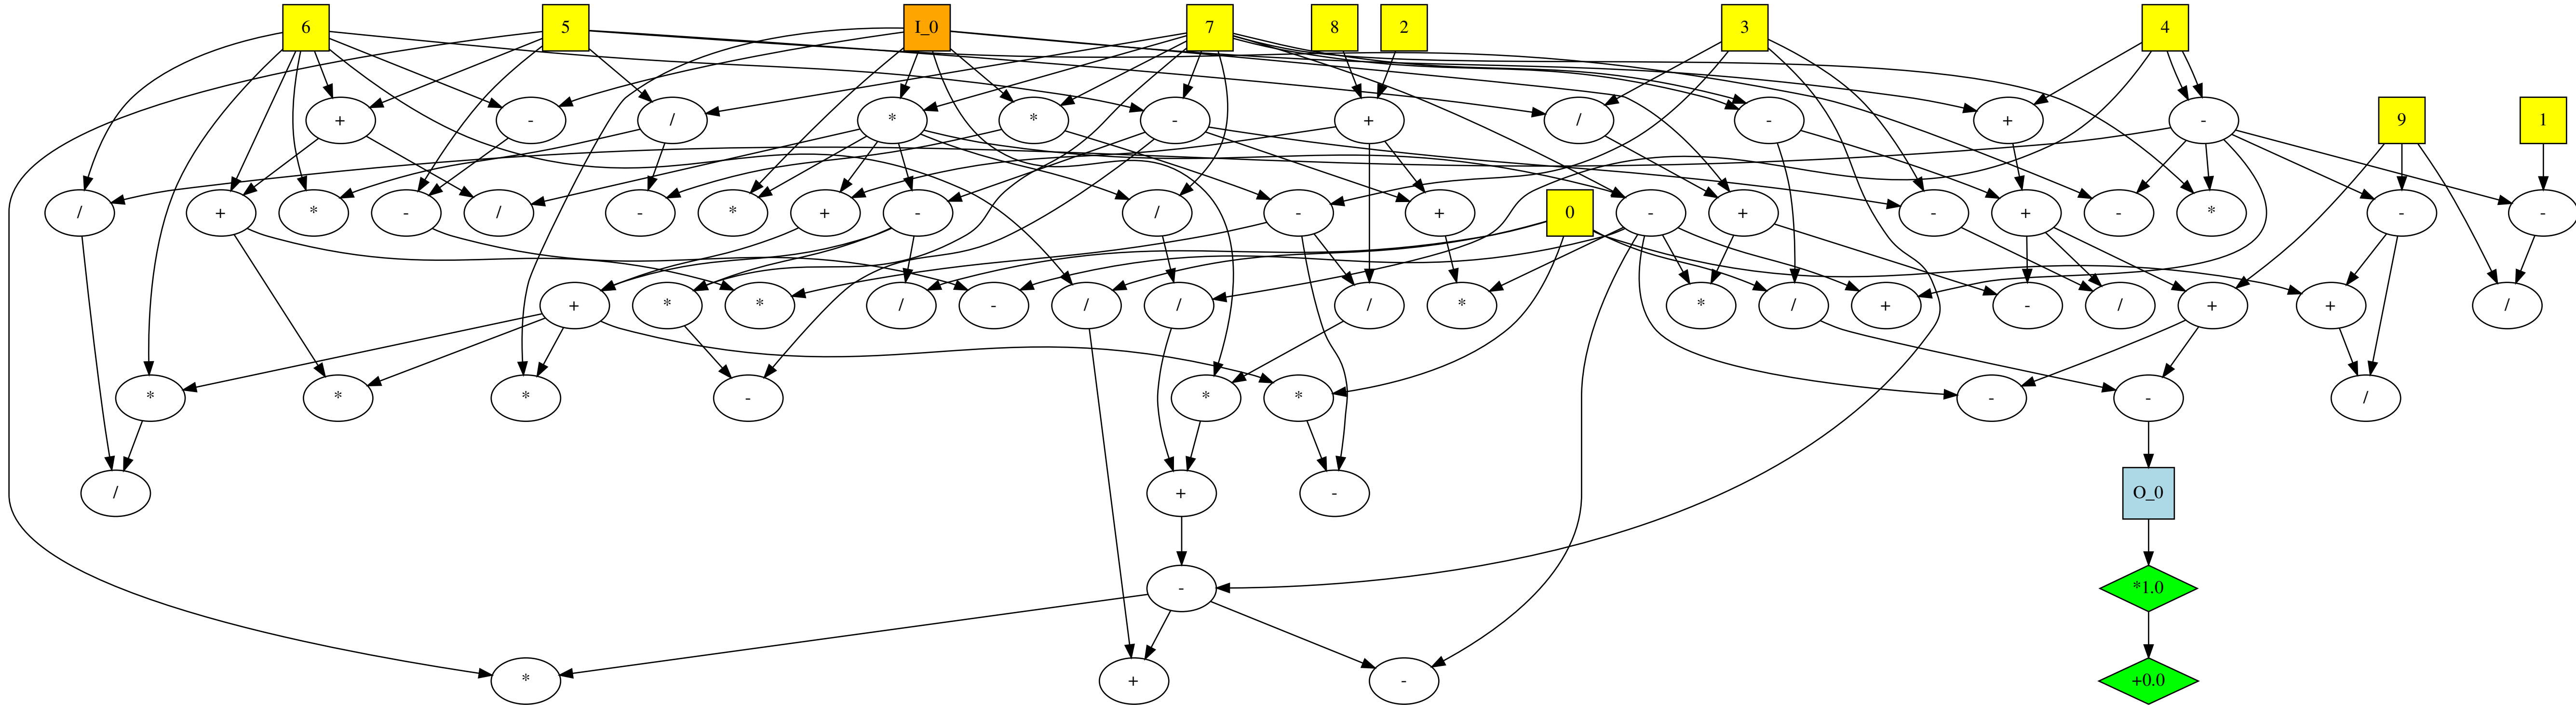 6 5 I_0 7 8 2 3 4
+ - / * * - + / - + - 9 1
/ + * - / - * + - / - + 0 - + - + - * - -
+ * * / - / / / * * / + - / + + /
* * * - * * - - - /
/ + - O_0
- *1.0
* + - +0.0